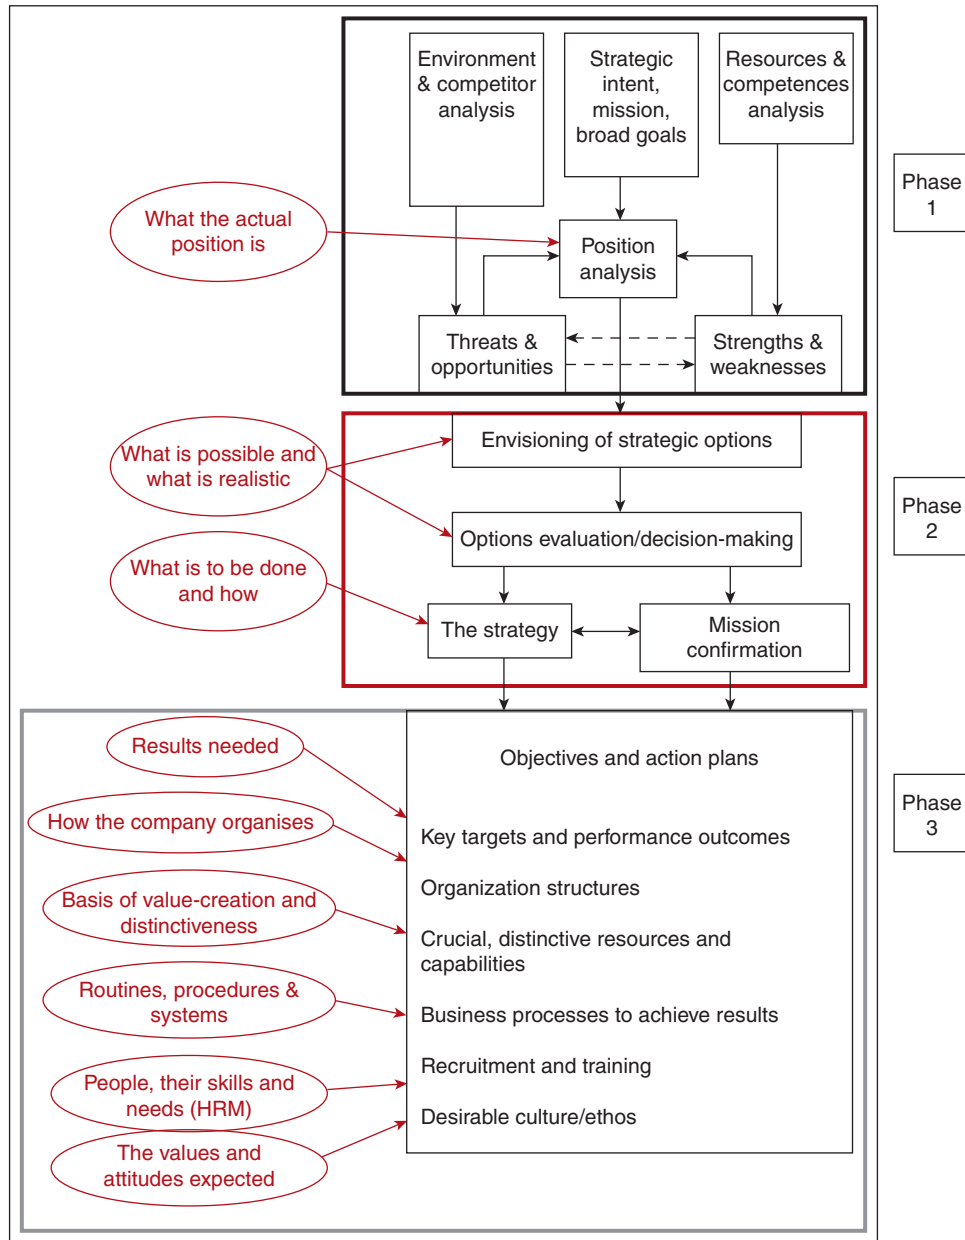 Environment
& competitor
analysis
Strategic
intent,
mission,
broad goals
Resources &
competences
analysis
Phase
1
What the actual
position is
Position
analysis
Threats &
opportunities
Strengths &
weaknesses
Envisioning of strategic options
What is possible and
what is realistic
Phase
2
Options evaluation/decision-making
What is to be done
and how
The strategy
Mission
confirmation
Results needed
Objectives and action plans
Phase
3
How the company organises
Key targets and performance outcomes
Organization structures
Basis of value-creation and
distinctiveness
Crucial, distinctive resources and
capabilities
Routines, procedures &
systems
Business processes to achieve results
People, their skills and
needs (HRM)
Recruitment and training
Desirable culture/ethos
The values and
attitudes expected